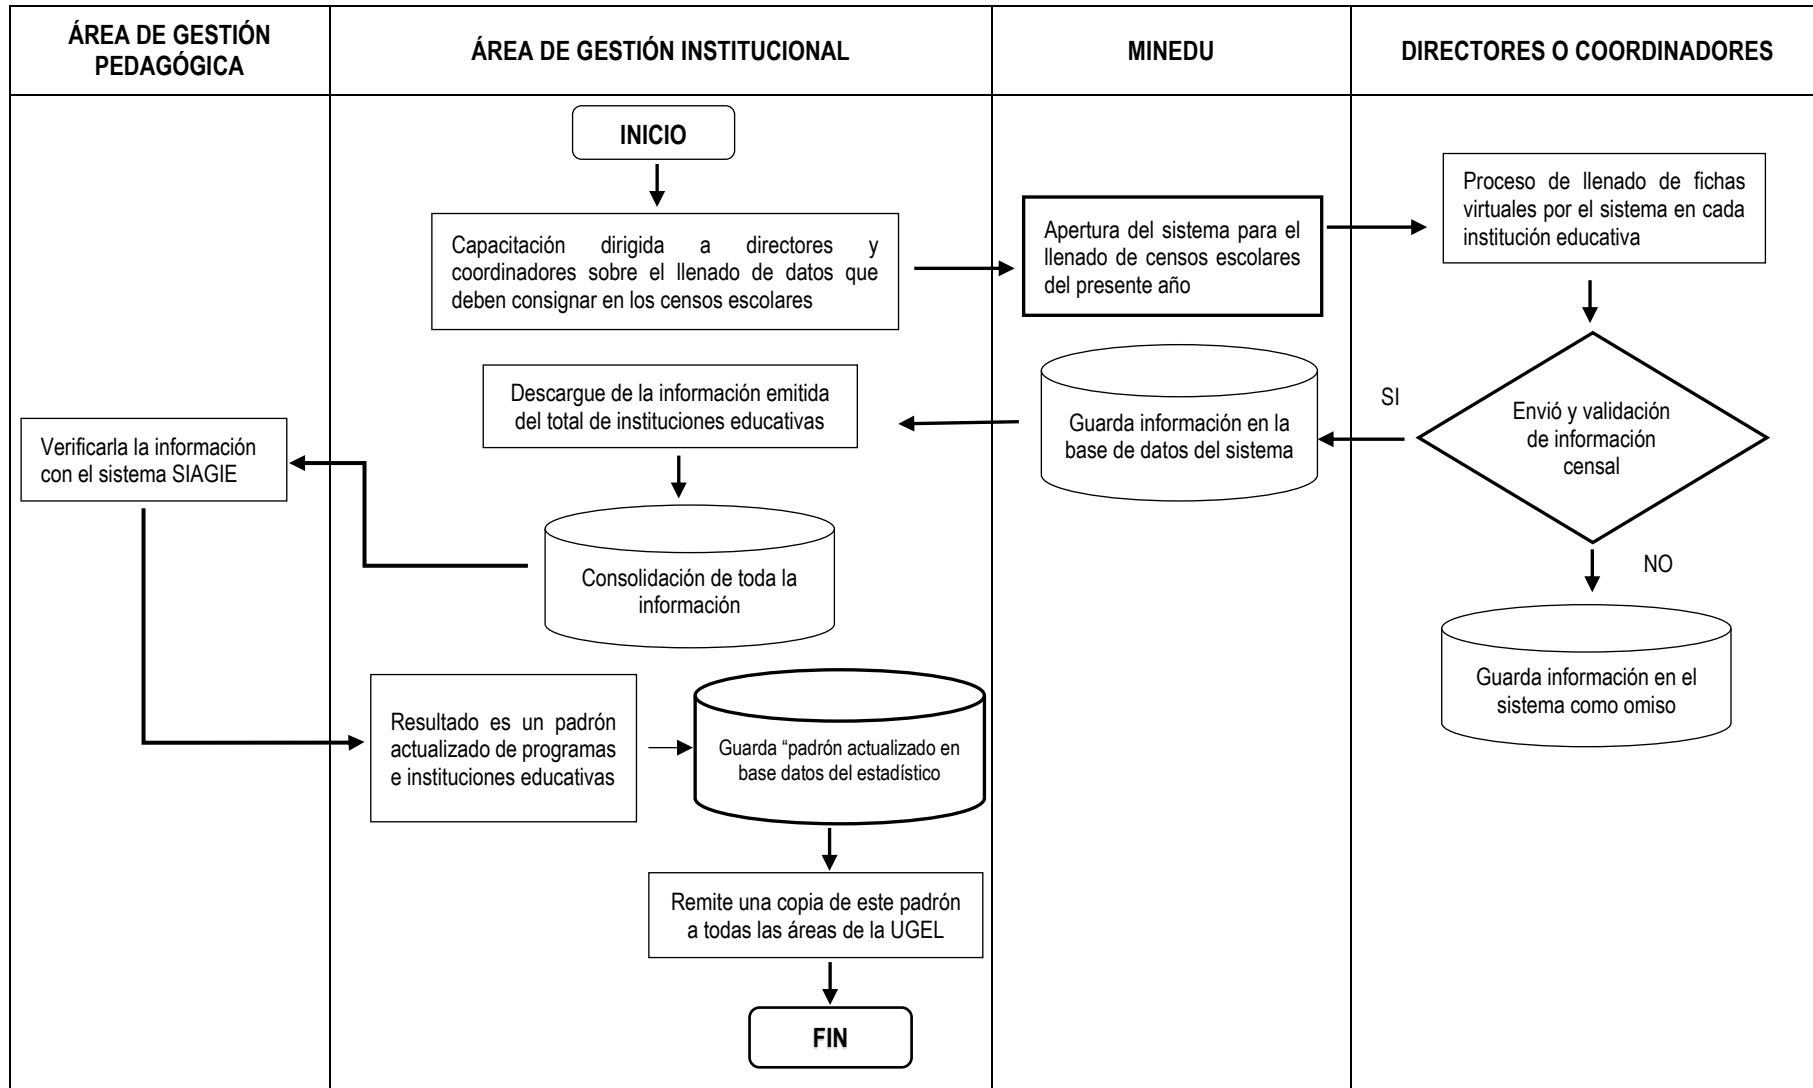 ÁREA DE GESTIÓN
PEDAGÓGICA
ÁREA DE GESTIÓN INSTITUCIONAL
MINEDU
DIRECTORES O COORDINADORES
INICIO
Capacitación dirigida a directores y
coordinadores sobre el llenado de datos que
deben consignar en los censos escolares
Apertura del sistema para el
llenado de censos escolares
del presente año
Proceso de llenado de fichas
virtuales por el sistema en cada
institución educativa
Envió y validación
de información
censal
SI
NO
Guarda información en la
base de datos del sistema
Guarda información en el
sistema como omiso
Descargue de la información emitida
del total de instituciones educativas
Consolidación de toda la
información
Verificarla la información
con el sistema SIAGIE
Resultado es un padrón
actualizado de programas
e instituciones educativas
Guarda “padrón actualizado en
base datos del estadístico
Remite una copia de este padrón
a todas las áreas de la UGEL
FIN